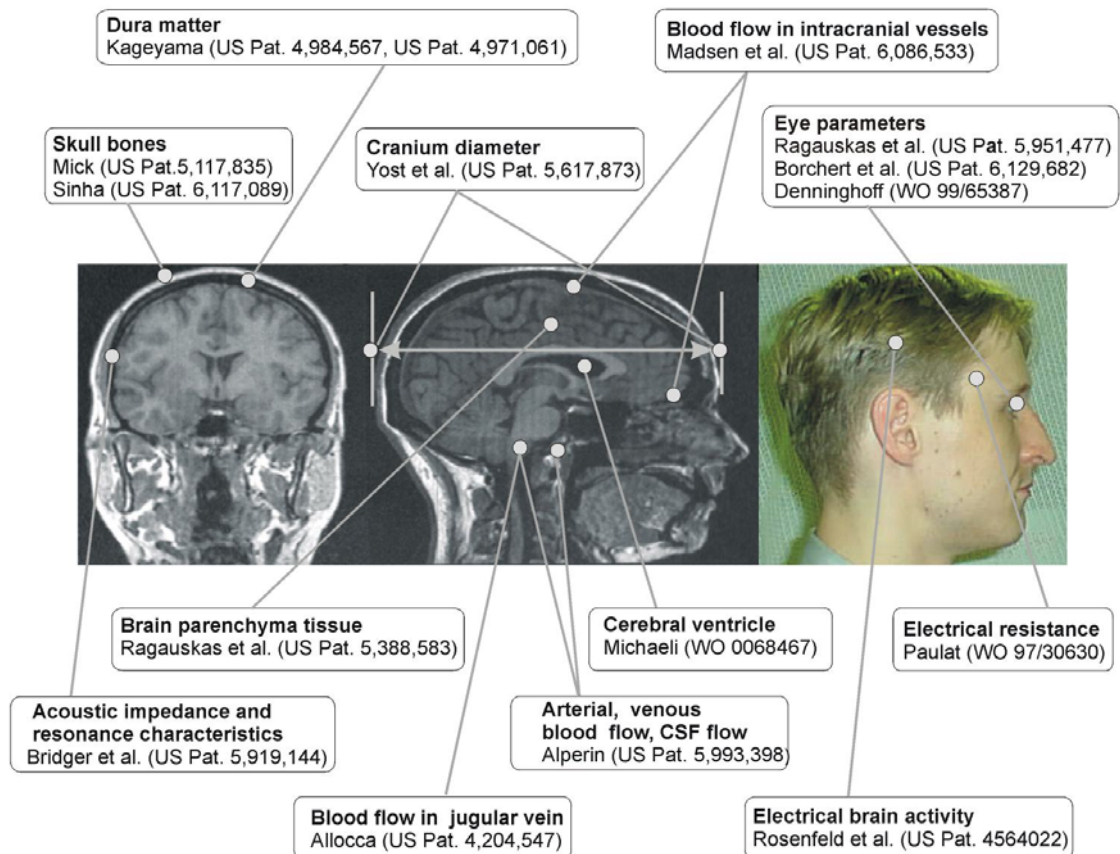 Dura matter
Kageyama (US Pat. 4,984,567, US Pat. 4,971,061)
Blood flow in intracranial vessels
Madsen et al. (US Pat. 6,086,533)
Skull bones
Mick (US Pat.5,117,835)
Sinha (US Pat. 6,117,089)
Cranium diameter
Yost et al. (US Pat. 5,617,873)
Eye parameters
Ragauskas et al. (US Pat. 5,951,477)
Borchert et al. (US Pat. 6,129,682)
Denninghoff (WO 99/65387)
Brain parenchyma tissue
Ragauskas et al. (US Pat. 5,388,583)
Cerebral ventricle
Michaeli (WO 0068467)
Electrical resistance
Paulat (WO 97/30630)
Acoustic impedance and
resonance characteristics
Bridger et al. (US Pat. 5,919,144)
Arterial, venous
blood flow, CSF flow
Alperin (US Pat. 5,993,398)
Blood flow in jugular vein
Allocca (US Pat. 4,204,547)
Electrical brain activity
Rosenfeld et al. (US Pat. 4564022)